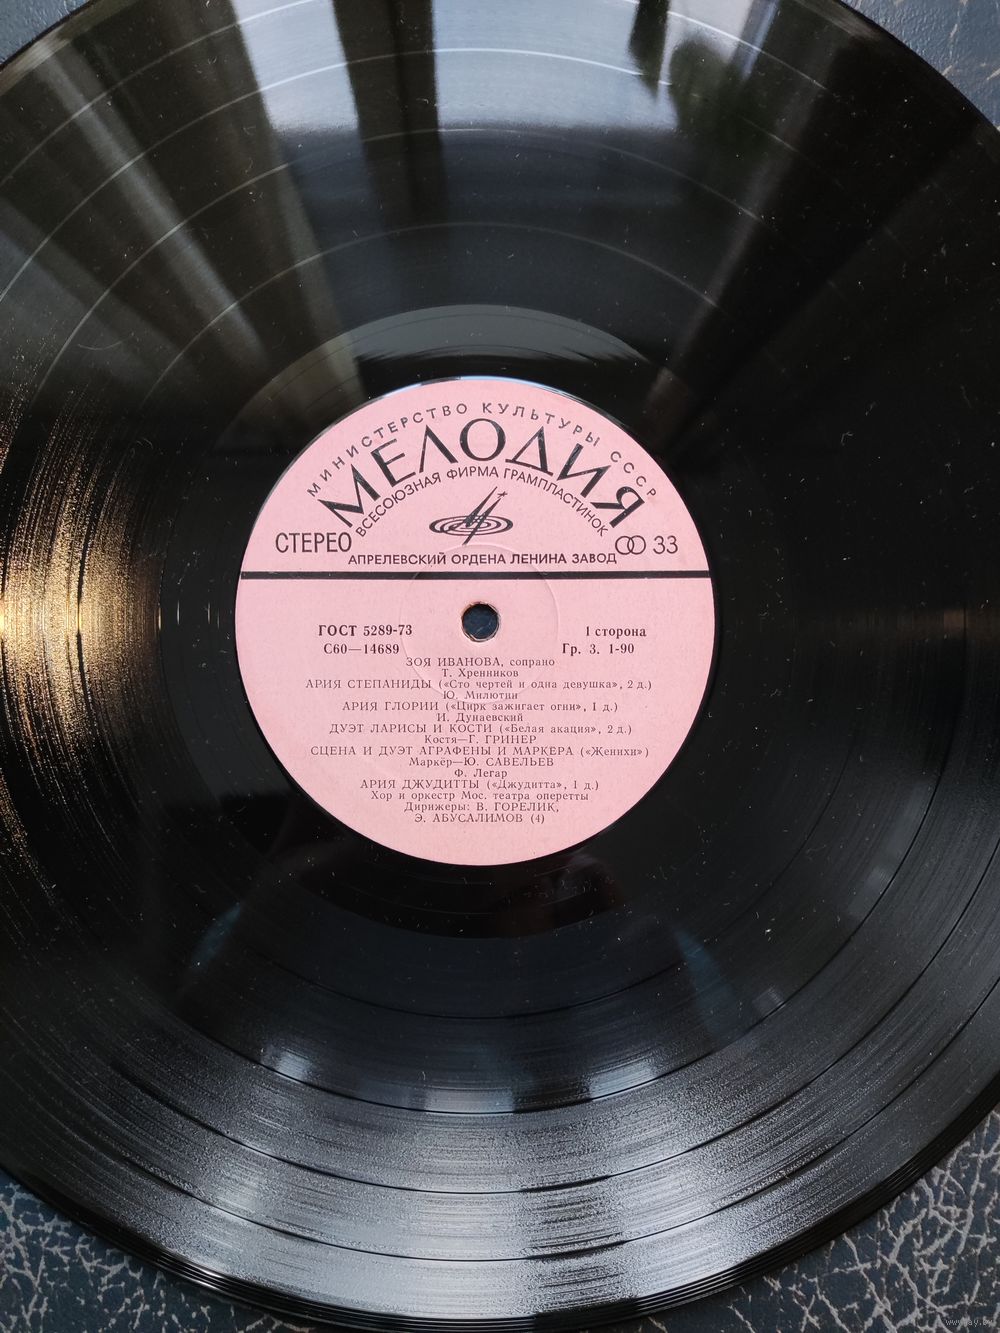 МИНИСТЕРСТВО КУЛЬТУРЫ СССР
МЕЛОДИЯ
ВСЕСОЮЗНАЯ ФИРМА ГРАМПЛАСТИНОК
СТЕРЕО
33
АПРЕЛЕВСКИЙ ОРДЕНА ЛЕНИНА ЗАВОД
ГОСТ 5289-73 1 сторона
С60—14689 Гр. 3. 1-90
ЗОЯ ИВАНОВА, сопрано
Т. Хренников
АРИЯ СТЕПАНИДЫ («Сто чертей и одна девушка», 2 д.)
Ю. Милютин
АРИЯ ГЛОРИИ («Цирк зажигает огни», 1 д.)
И. Дунаевский
ДУЭТ ЛАРИСЫ И КОСТИ («Белая акация», 2 д.)
Костя—Г. ГРИНЕР
СЦЕНА И ДУЭТ АГРАФЕНЫ И МАРКЕРА («Женихи»)
Маркёр—Ю. САВЕЛЬЕВ
Ф. Легар
АРИЯ ДЖУДИТТЫ («Джудитта», 1 д.)
Хор и оркестр Мос. театра оперетты
Дирижеры: В. ГОРЕЛИК,
Э. АБУСАЛИМОВ (4)
www.ay.by